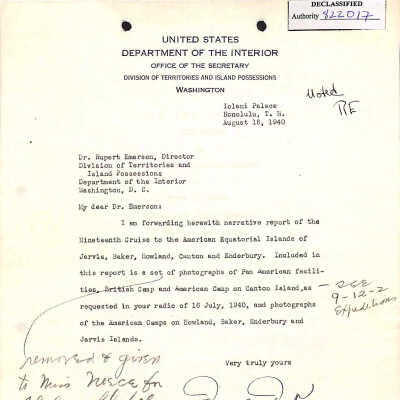 DECLASSIFIED
Authority 822017
UNITED STATES
DEPARTMENT OF THE INTERIOR
OFFICE OF THE SECRETARY
DIVISION OF TERRITORIES AND ISLAND POSSESSIONS
WASHINGTON
Noted
RE
Iolani Palace
Honolulu, T. H.
August 16, 1940
Dr. Rupert Emerson, Director
Division of Territories and
Island Possessions
Department of the Interior
Washington, D. C.
My dear Dr. Emerson:
I am forwarding herewith narrative report of the
Nineteenth Cruise to the American Equatorial Islands of
Jarvis, Baker, Howland, Canton and Enderbury. Included in
this report is a set of photographs of Pan American facili-
ties, British Camp and American Camp on Canton Island, as
requested in your radio of 16 July, 1940, and photographs
of the American Camps on Howland, Baker, Enderbury and
Jarvis Islands.
- SEE
9-12-2
Expeditions
Very truly yours
removed & given
to Miss for